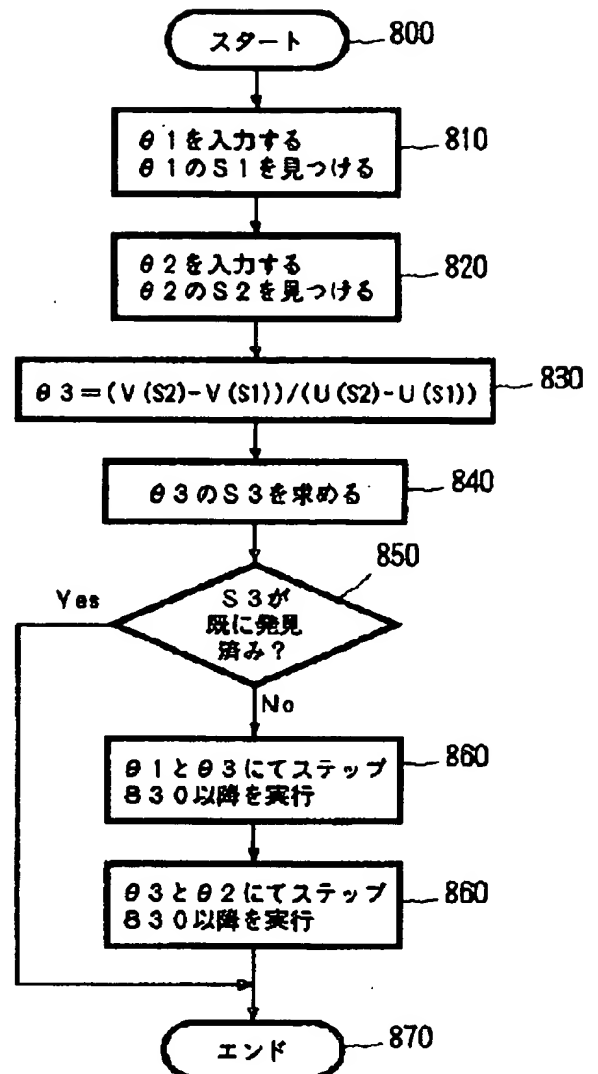 スタート
800
θ1を入力する
θ1のS1を見つける
810
θ2を入力する
θ2のS2を見つける
820
θ3=(V(S2)-V(S1))/(U(S2)-U(S1))
830
θ3のS3を求める
840
850
S3が
既に発見
済み?
Yes
No
θ1とθ3にてステップ
830以降を実行
860
θ3とθ2にてステップ
830以降を実行
860
エンド
870